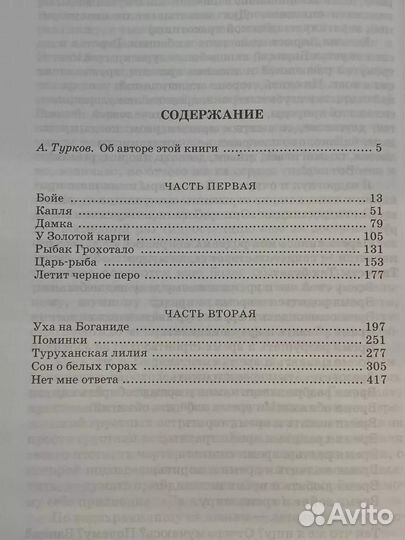 СОДЕРЖАНИЕ
А. Турков. Об авторе этой книги ........ 5
ЧАСТЬ ПЕРВАЯ
Бойе ........ 13
Капля ........ 51
Дамка ........ 79
У Золотой карги ........ 105
Рыбак Грохотало ........ 131
Царь-рыба ........ 153
Летит черное перо ........ 177
ЧАСТЬ ВТОРАЯ
Уха на Боганиде ........ 197
Поминки ........ 251
Туруханская лилия ........ 277
Сон о белых горах ........ 305
Нет мне ответа ........ 417
Avito